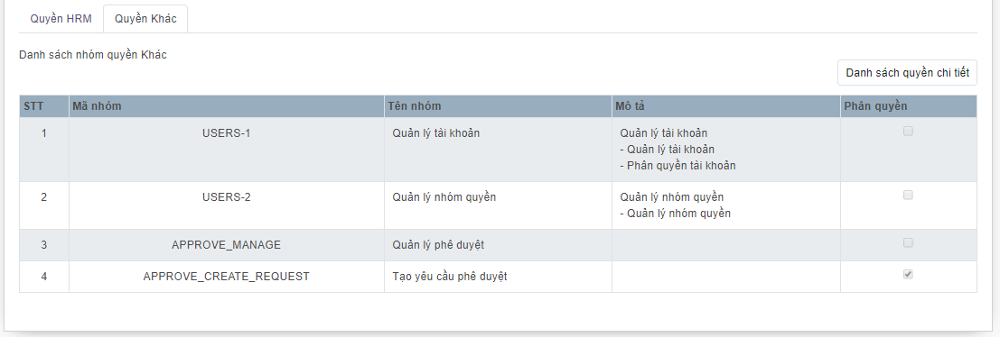 Quyền HRM
Quyền Khác
Danh sách nhóm quyền Khác
Danh sách quyền chi tiết
STT Mã nhóm Tên nhóm Mô tả Phân quyền
1 USERS-1 Quản lý tài khoản Quản lý tài khoản
- Quản lý tài khoản
- Phân quyền tài khoản
2 USERS-2 Quản lý nhóm quyền Quản lý nhóm quyền
- Quản lý nhóm quyền
3 APPROVE_MANAGE Quản lý phê duyệt
4 APPROVE_CREATE_REQUEST Tạo yêu cầu phê duyệt